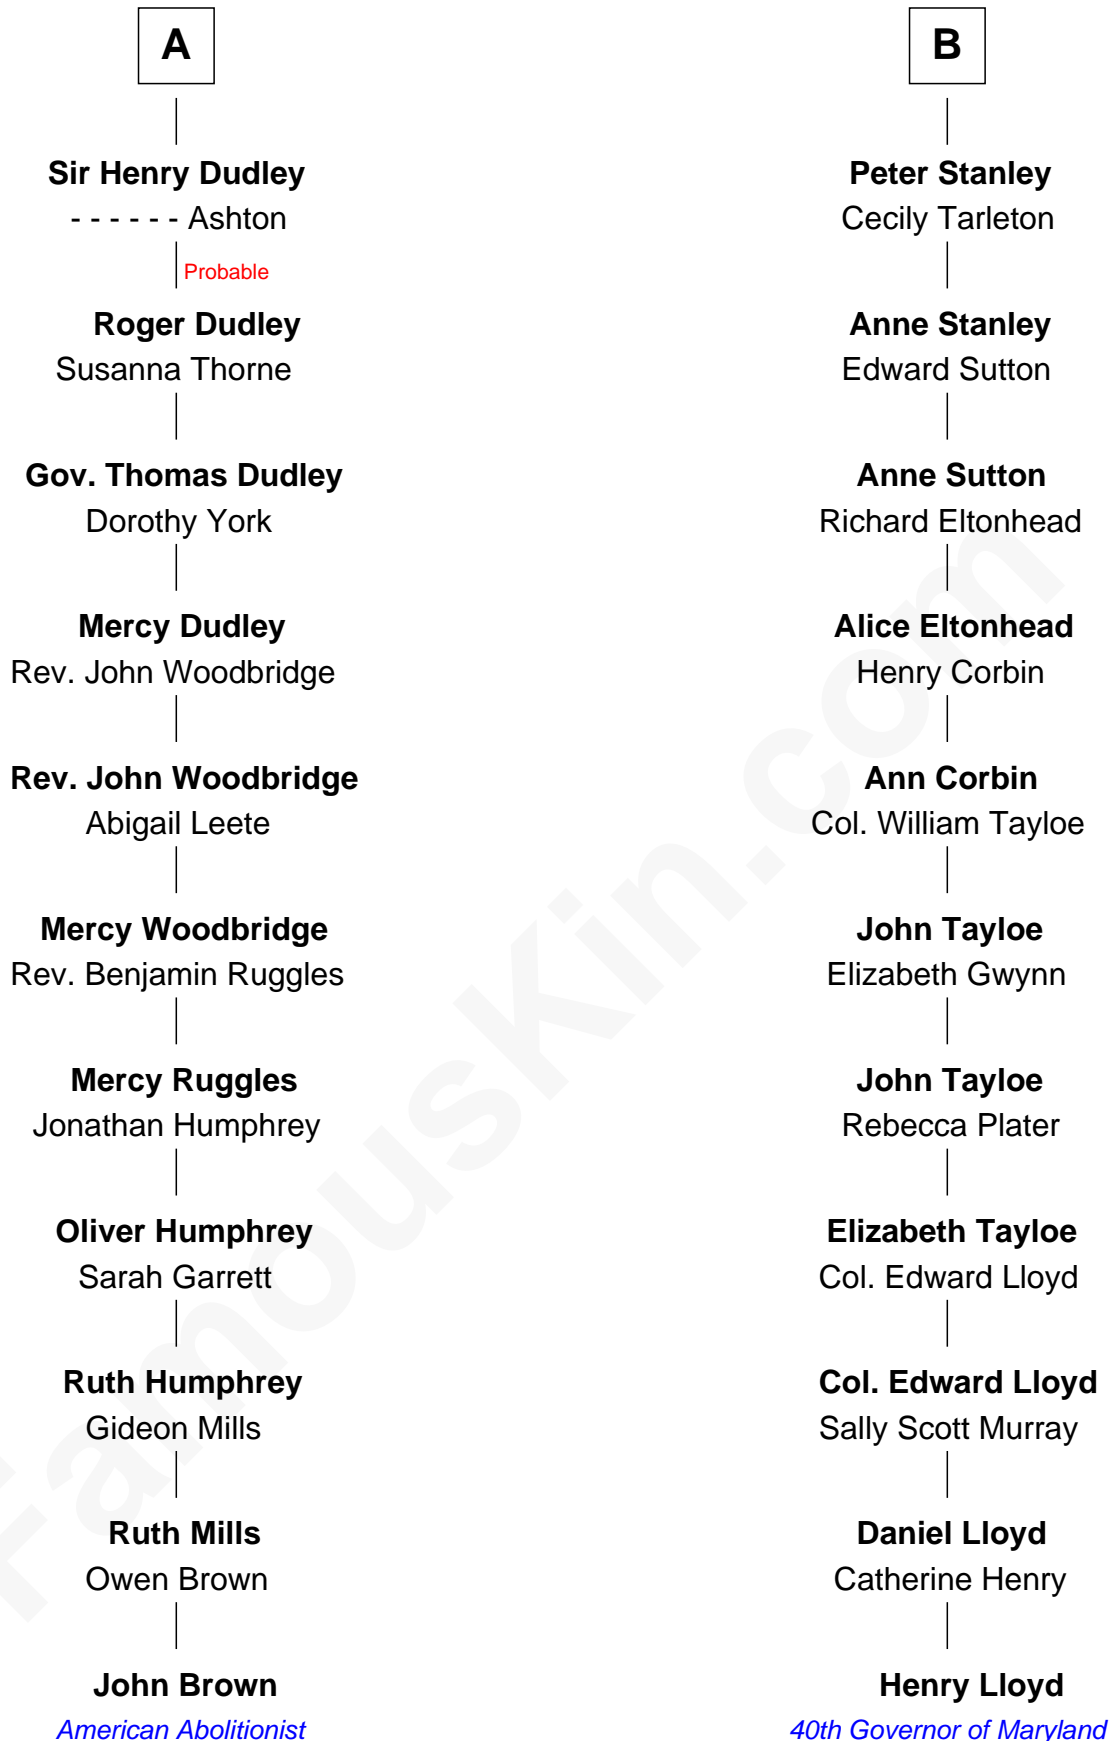 A
Sir Henry Dudley
- - - - - - Ashton
Probable
Roger Dudley
Susanna Thorne
Gov. Thomas Dudley
Dorothy York
Mercy Dudley
Rev. John Woodbridge
Rev. John Woodbridge
Abigail Leete
Mercy Woodbridge
Rev. Benjamin Ruggles
Mercy Ruggles
Jonathan Humphrey
Oliver Humphrey
Sarah Garrett
Ruth Humphrey
Gideon Mills
Ruth Mills
Owen Brown
John Brown
American Abolitionist
B
Peter Stanley
Cecily Tarleton
Anne Stanley
Edward Sutton
Anne Sutton
Richard Eltonhead
Alice Eltonhead
Henry Corbin
Ann Corbin
Col. William Tayloe
John Tayloe
Elizabeth Gwynn
John Tayloe
Rebecca Plater
Elizabeth Tayloe
Col. Edward Lloyd
Col. Edward Lloyd
Sally Scott Murray
Daniel Lloyd
Catherine Henry
Henry Lloyd
40th Governor of Maryland
FamousKin.com